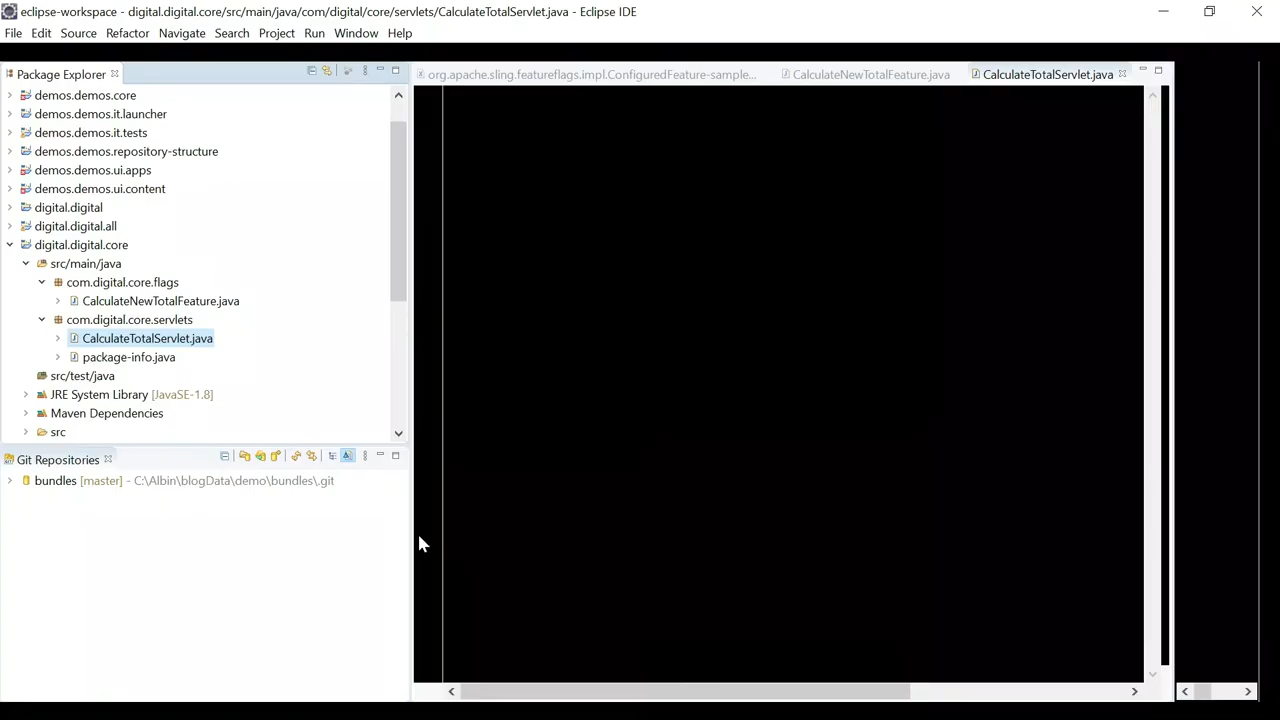 eclipse-workspace - digital.digital.core/src/main/java/com/digital/core/servlets/CalculateTotalServlet.java - Eclipse IDE
File Edit Source Refactor Navigate Search Project Run Window Help
Package Explorer
org.apache.sling.featureflags.impl.ConfiguredFeature-sample... CalculateNewTotalFeature.java CalculateTotalServlet.java
demos.demos.core
demos.demos.it.launcher
demos.demos.it.tests
demos.demos.repository-structure
demos.demos.ui.apps
demos.demos.ui.content
digital.digital
digital.digital.all
digital.digital.core
src/main/java
com.digital.core.flags
CalculateNewTotalFeature.java
com.digital.core.servlets
CalculateTotalServlet.java
package-info.java
src/test/java
JRE System Library [JavaSE-1.8]
Maven Dependencies
src
Git Repositories
bundles [master] - C:\Albin\blogData\demo\bundles\.git